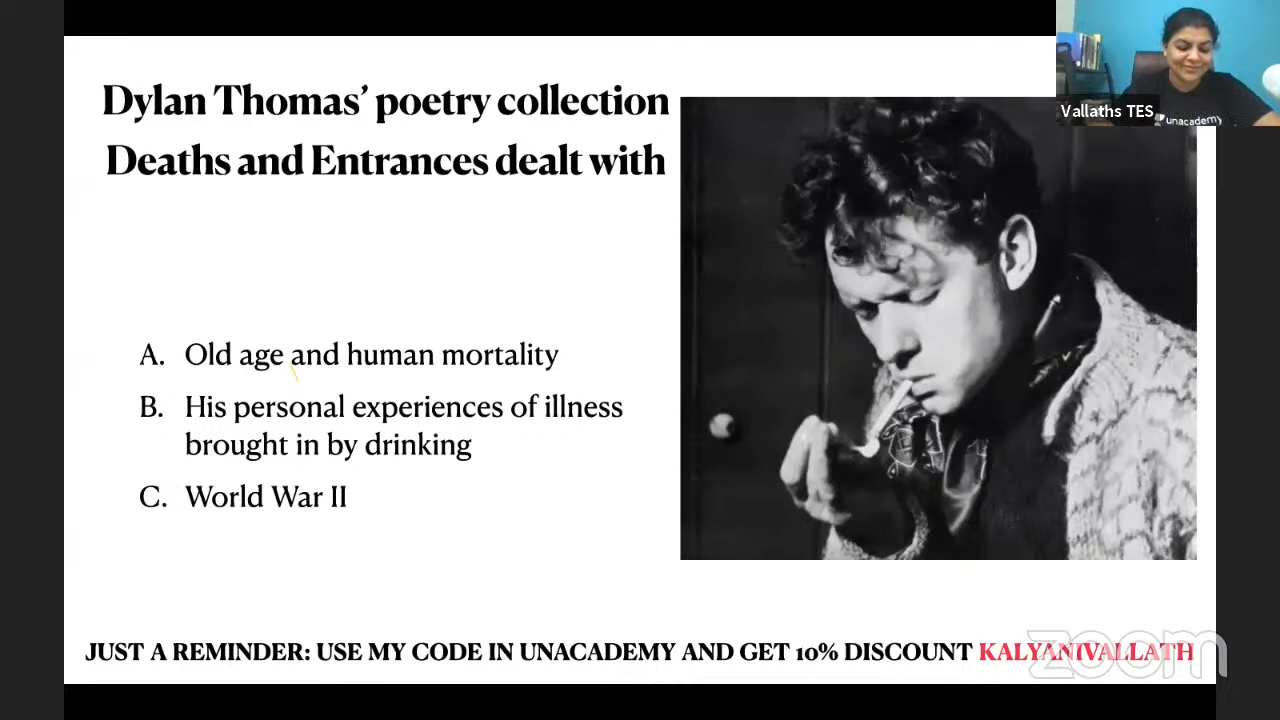 Dylan Thomas’ poetry collection
Deaths and Entrances dealt with
Vallaths TES
unacademy
A. Old age and human mortality
B. His personal experiences of illness
brought in by drinking
C. World War II
JUST A REMINDER: USE MY CODE IN UNACADEMY AND GET 10% DISCOUNT KALYANIVALLATH
zoom